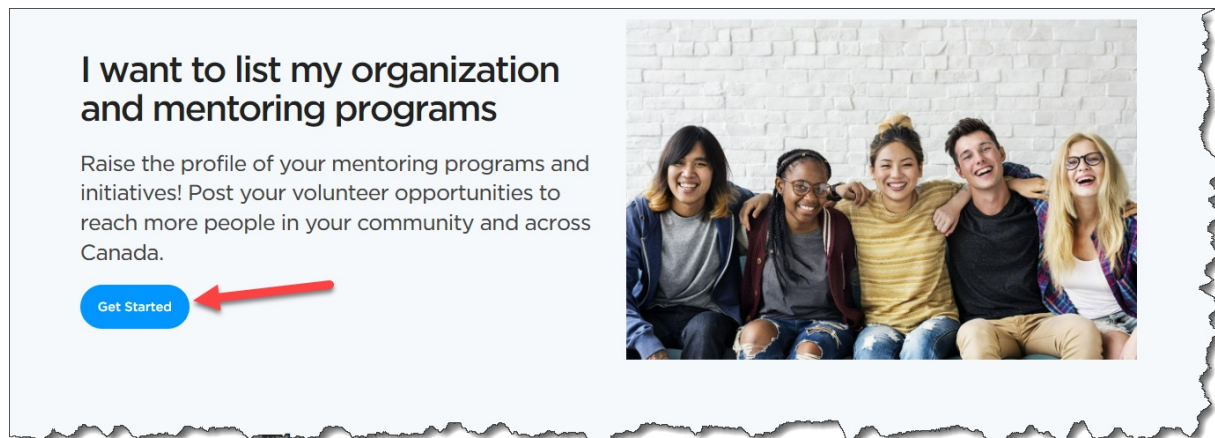 I want to list my organization
and mentoring programs
Raise the profile of your mentoring programs and
initiatives! Post your volunteer opportunities to
reach more people in your community and across
Canada.
Get Started